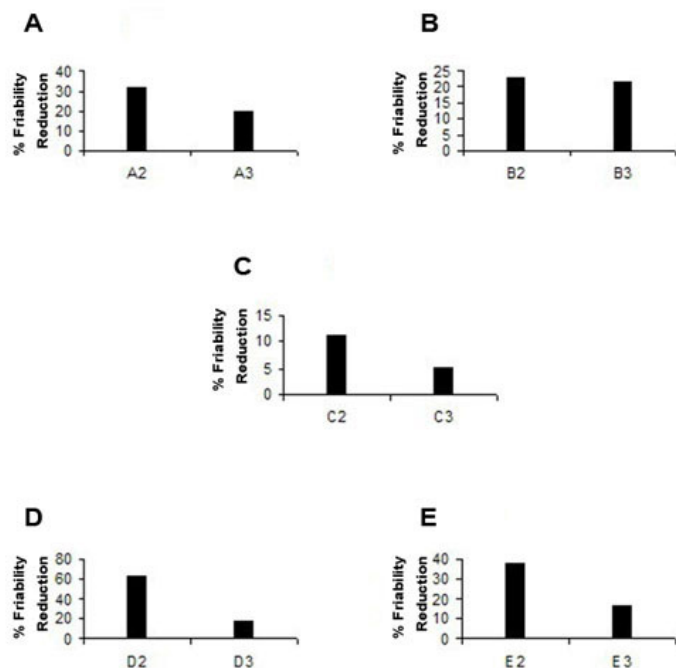 A
% Friability
Reduction
40
30
20
10
0
A2 A3
B
% Friability
Reduction
25
20
15
10
5
0
B2 B3
C
% Friability
Reduction
15
10
5
0
C2 C3
D
% Friability
Reduction
80
60
40
20
0
D2 D3
E
% Friability
Reduction
40
30
20
10
0
E2 E3